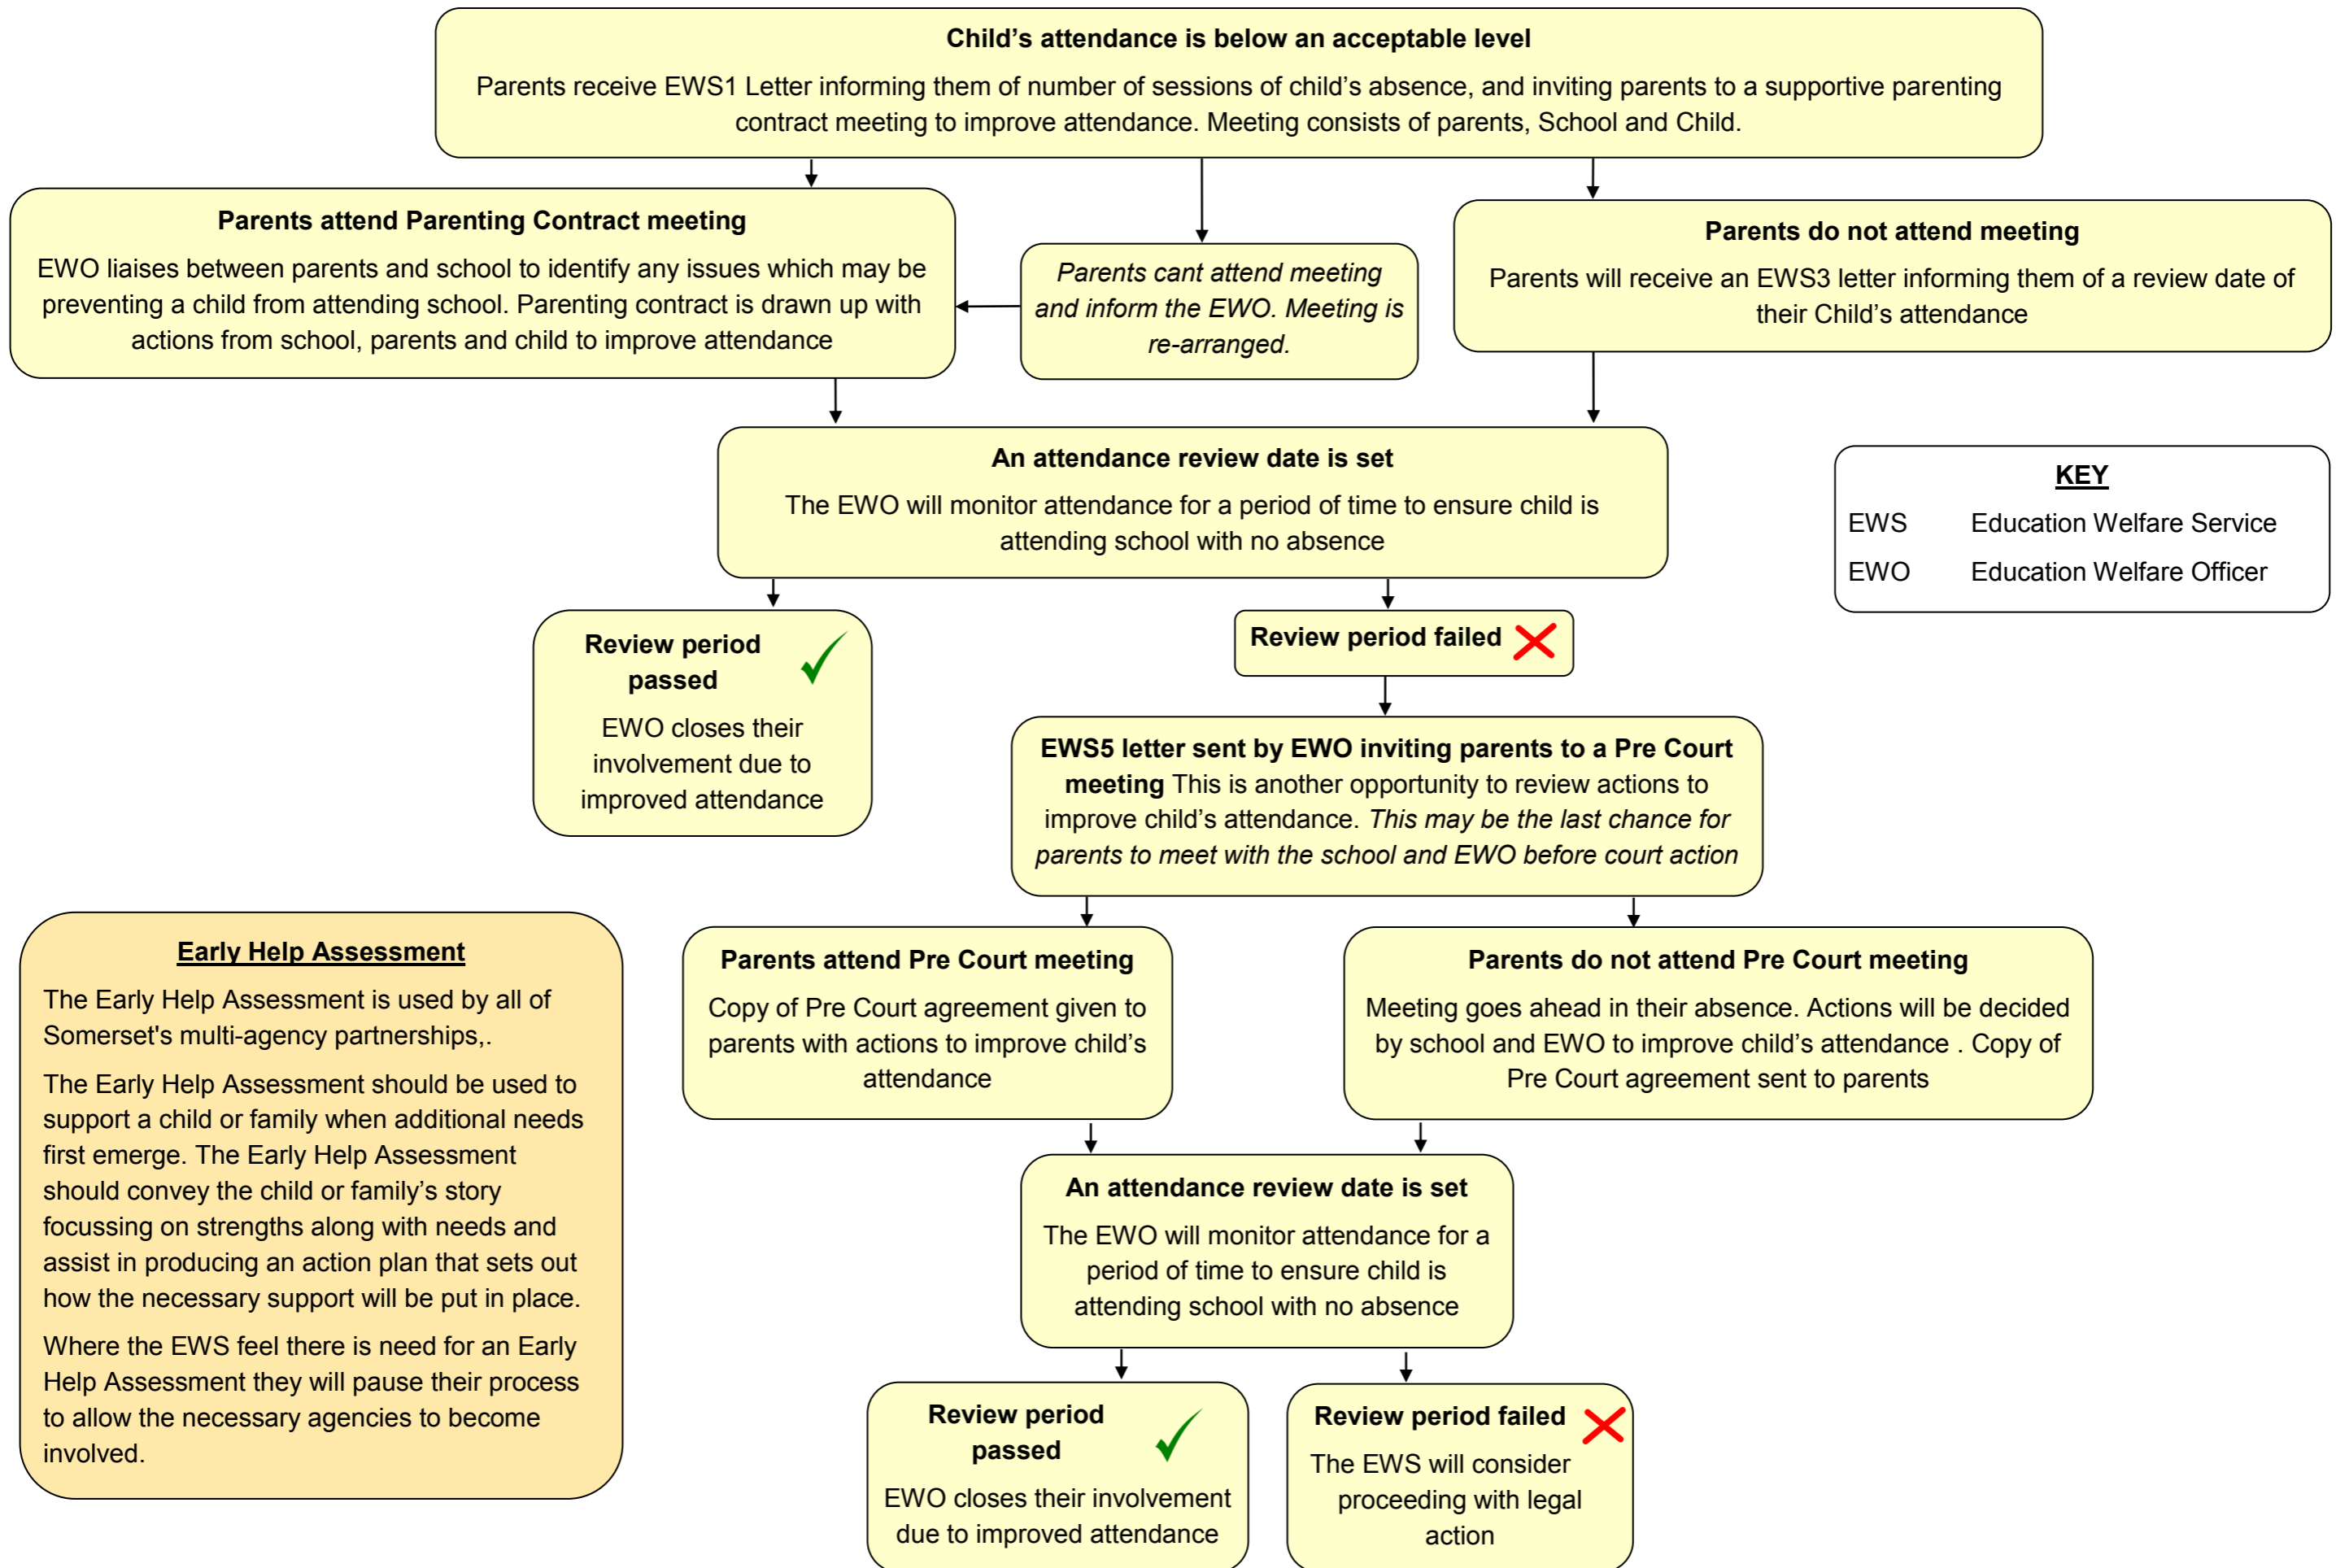 Child’s attendance is below an acceptable level
Parents receive EWS1 Letter informing them of number of sessions of child’s absence, and inviting parents to a supportive parenting
contract meeting to improve attendance. Meeting consists of parents, School and Child.
Parents attend Parenting Contract meeting
EWO liaises between parents and school to identify any issues which may be
preventing a child from attending school. Parenting contract is drawn up with
actions from school, parents and child to improve attendance
Parents cant attend meeting
and inform the EWO. Meeting is
re-arranged.
Parents do not attend meeting
Parents will receive an EWS3 letter informing them of a review date of
their Child’s attendance
An attendance review date is set
The EWO will monitor attendance for a period of time to ensure child is
attending school with no absence
KEY
EWS Education Welfare Service
EWO Education Welfare Officer
Review period
passed
EWO closes their
involvement due to
improved attendance
Review period failed
EWS5 letter sent by EWO inviting parents to a Pre Court
meeting This is another opportunity to review actions to
improve child’s attendance. This may be the last chance for
parents to meet with the school and EWO before court action
Early Help Assessment
The Early Help Assessment is used by all of
Somerset's multi-agency partnerships,.
The Early Help Assessment should be used to
support a child or family when additional needs
first emerge. The Early Help Assessment
should convey the child or family’s story
focussing on strengths along with needs and
assist in producing an action plan that sets out
how the necessary support will be put in place.
Where the EWS feel there is need for an Early
Help Assessment they will pause their process
to allow the necessary agencies to become
involved.
Parents attend Pre Court meeting
Copy of Pre Court agreement given to
parents with actions to improve child’s
attendance
Parents do not attend Pre Court meeting
Meeting goes ahead in their absence. Actions will be decided
by school and EWO to improve child’s attendance . Copy of
Pre Court agreement sent to parents
An attendance review date is set
The EWO will monitor attendance for a
period of time to ensure child is
attending school with no absence
Review period
passed
EWO closes their involvement
due to improved attendance
Review period failed
The EWS will consider
proceeding with legal
action